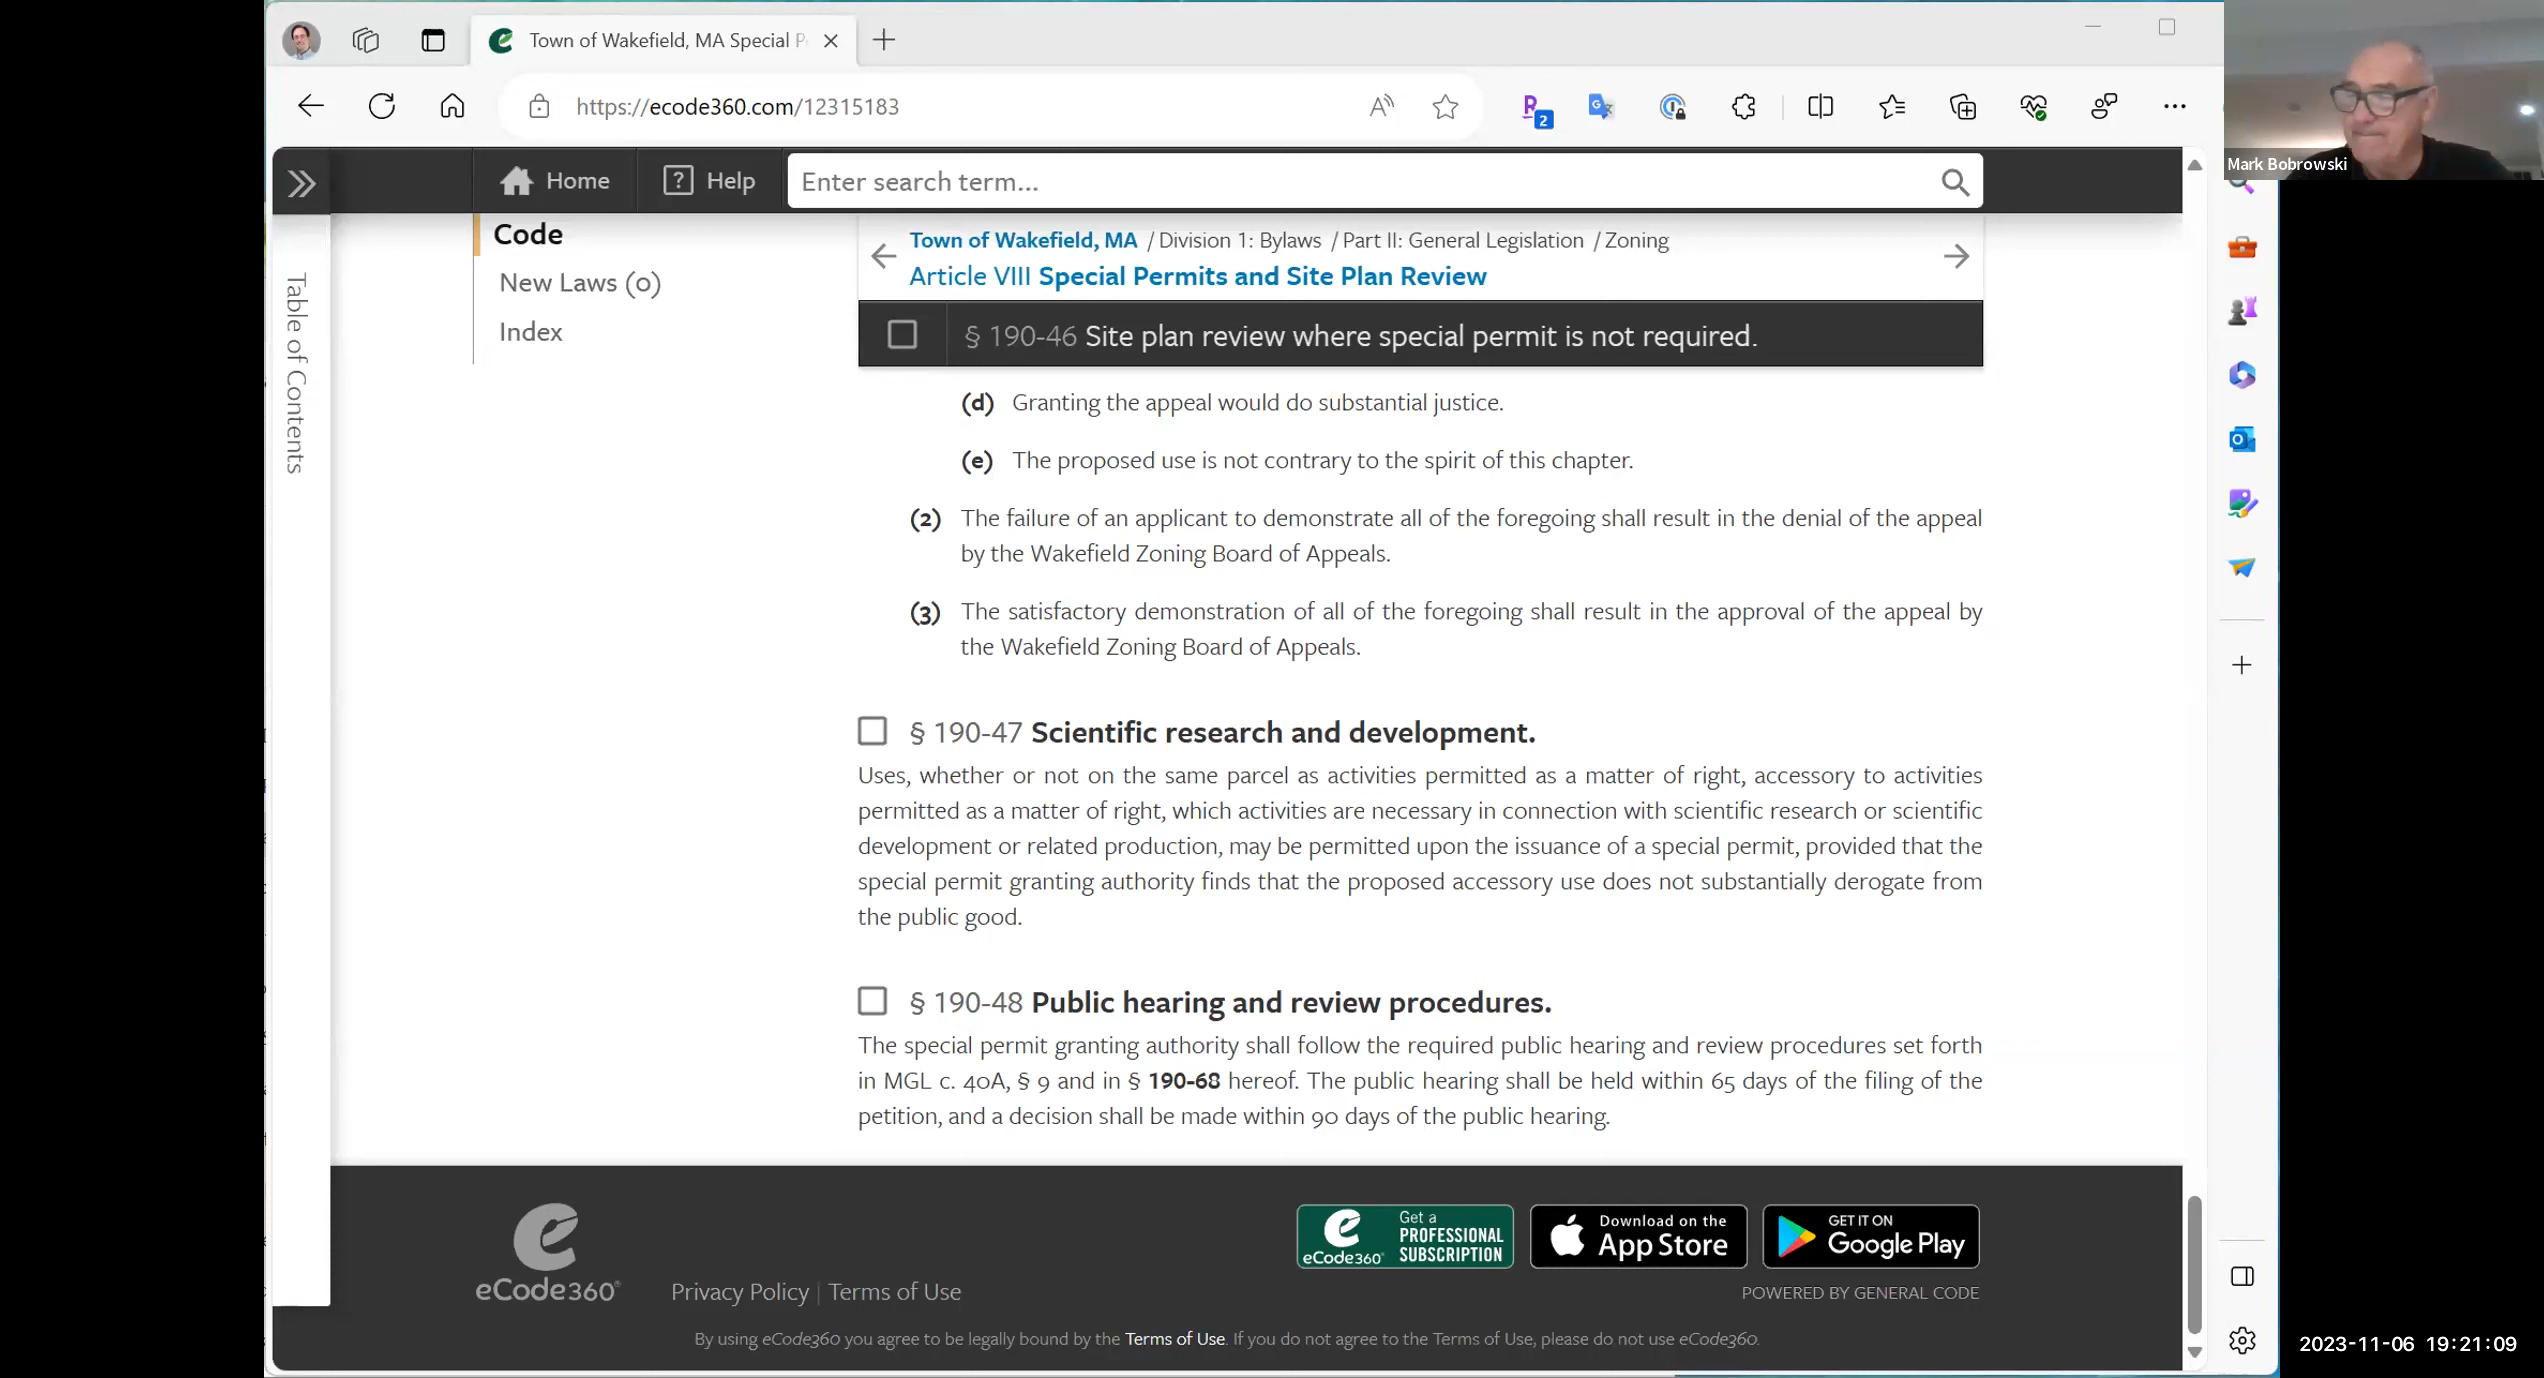 Town of Wakefield, MA Special P
https://ecode360.com/12315183
2
Mark Bobrowski
Home
Help
Enter search term...
Table of Contents
Code
New Laws (0)
Index
Town of Wakefield, MA / Division 1: Bylaws / Part II: General Legislation / Zoning
Article VIII Special Permits and Site Plan Review
§ 190-46 Site plan review where special permit is not required.
(d) Granting the appeal would do substantial justice.
(e) The proposed use is not contrary to the spirit of this chapter.
(2) The failure of an applicant to demonstrate all of the foregoing shall result in the denial of the appeal
by the Wakefield Zoning Board of Appeals.
(3) The satisfactory demonstration of all of the foregoing shall result in the approval of the appeal by
the Wakefield Zoning Board of Appeals.
§ 190-47 Scientific research and development.
Uses, whether or not on the same parcel as activities permitted as a matter of right, accessory to activities
permitted as a matter of right, which activities are necessary in connection with scientific research or scientific
development or related production, may be permitted upon the issuance of a special permit, provided that the
special permit granting authority finds that the proposed accessory use does not substantially derogate from
the public good.
§ 190-48 Public hearing and review procedures.
The special permit granting authority shall follow the required public hearing and review procedures set forth
in MGL c. 40A, § 9 and in § 190-68 hereof. The public hearing shall be held within 65 days of the filing of the
petition, and a decision shall be made within 90 days of the public hearing.
eCode360®
Privacy Policy | Terms of Use
eCode360®
Get a
PROFESSIONAL
SUBSCRIPTION
Download on the
App Store
GET IT ON
Google Play
POWERED BY GENERAL CODE
By using eCode360 you agree to be legally bound by the Terms of Use. If you do not agree to the Terms of Use, please do not use eCode360.
2023-11-06 19:21:09